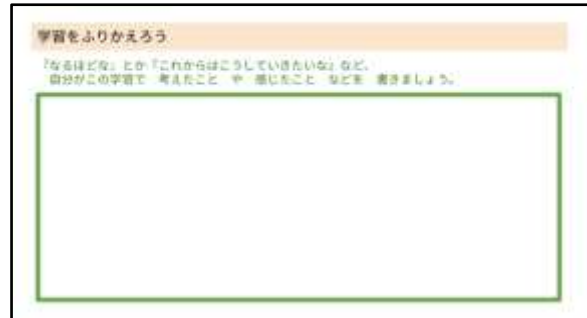 学習をふりかえろう
「なるほどな」とか「これからはこうしていきたいな」など、
自分がこの学習で　考えたこと　や　感じたこと　などを　書きましょう。